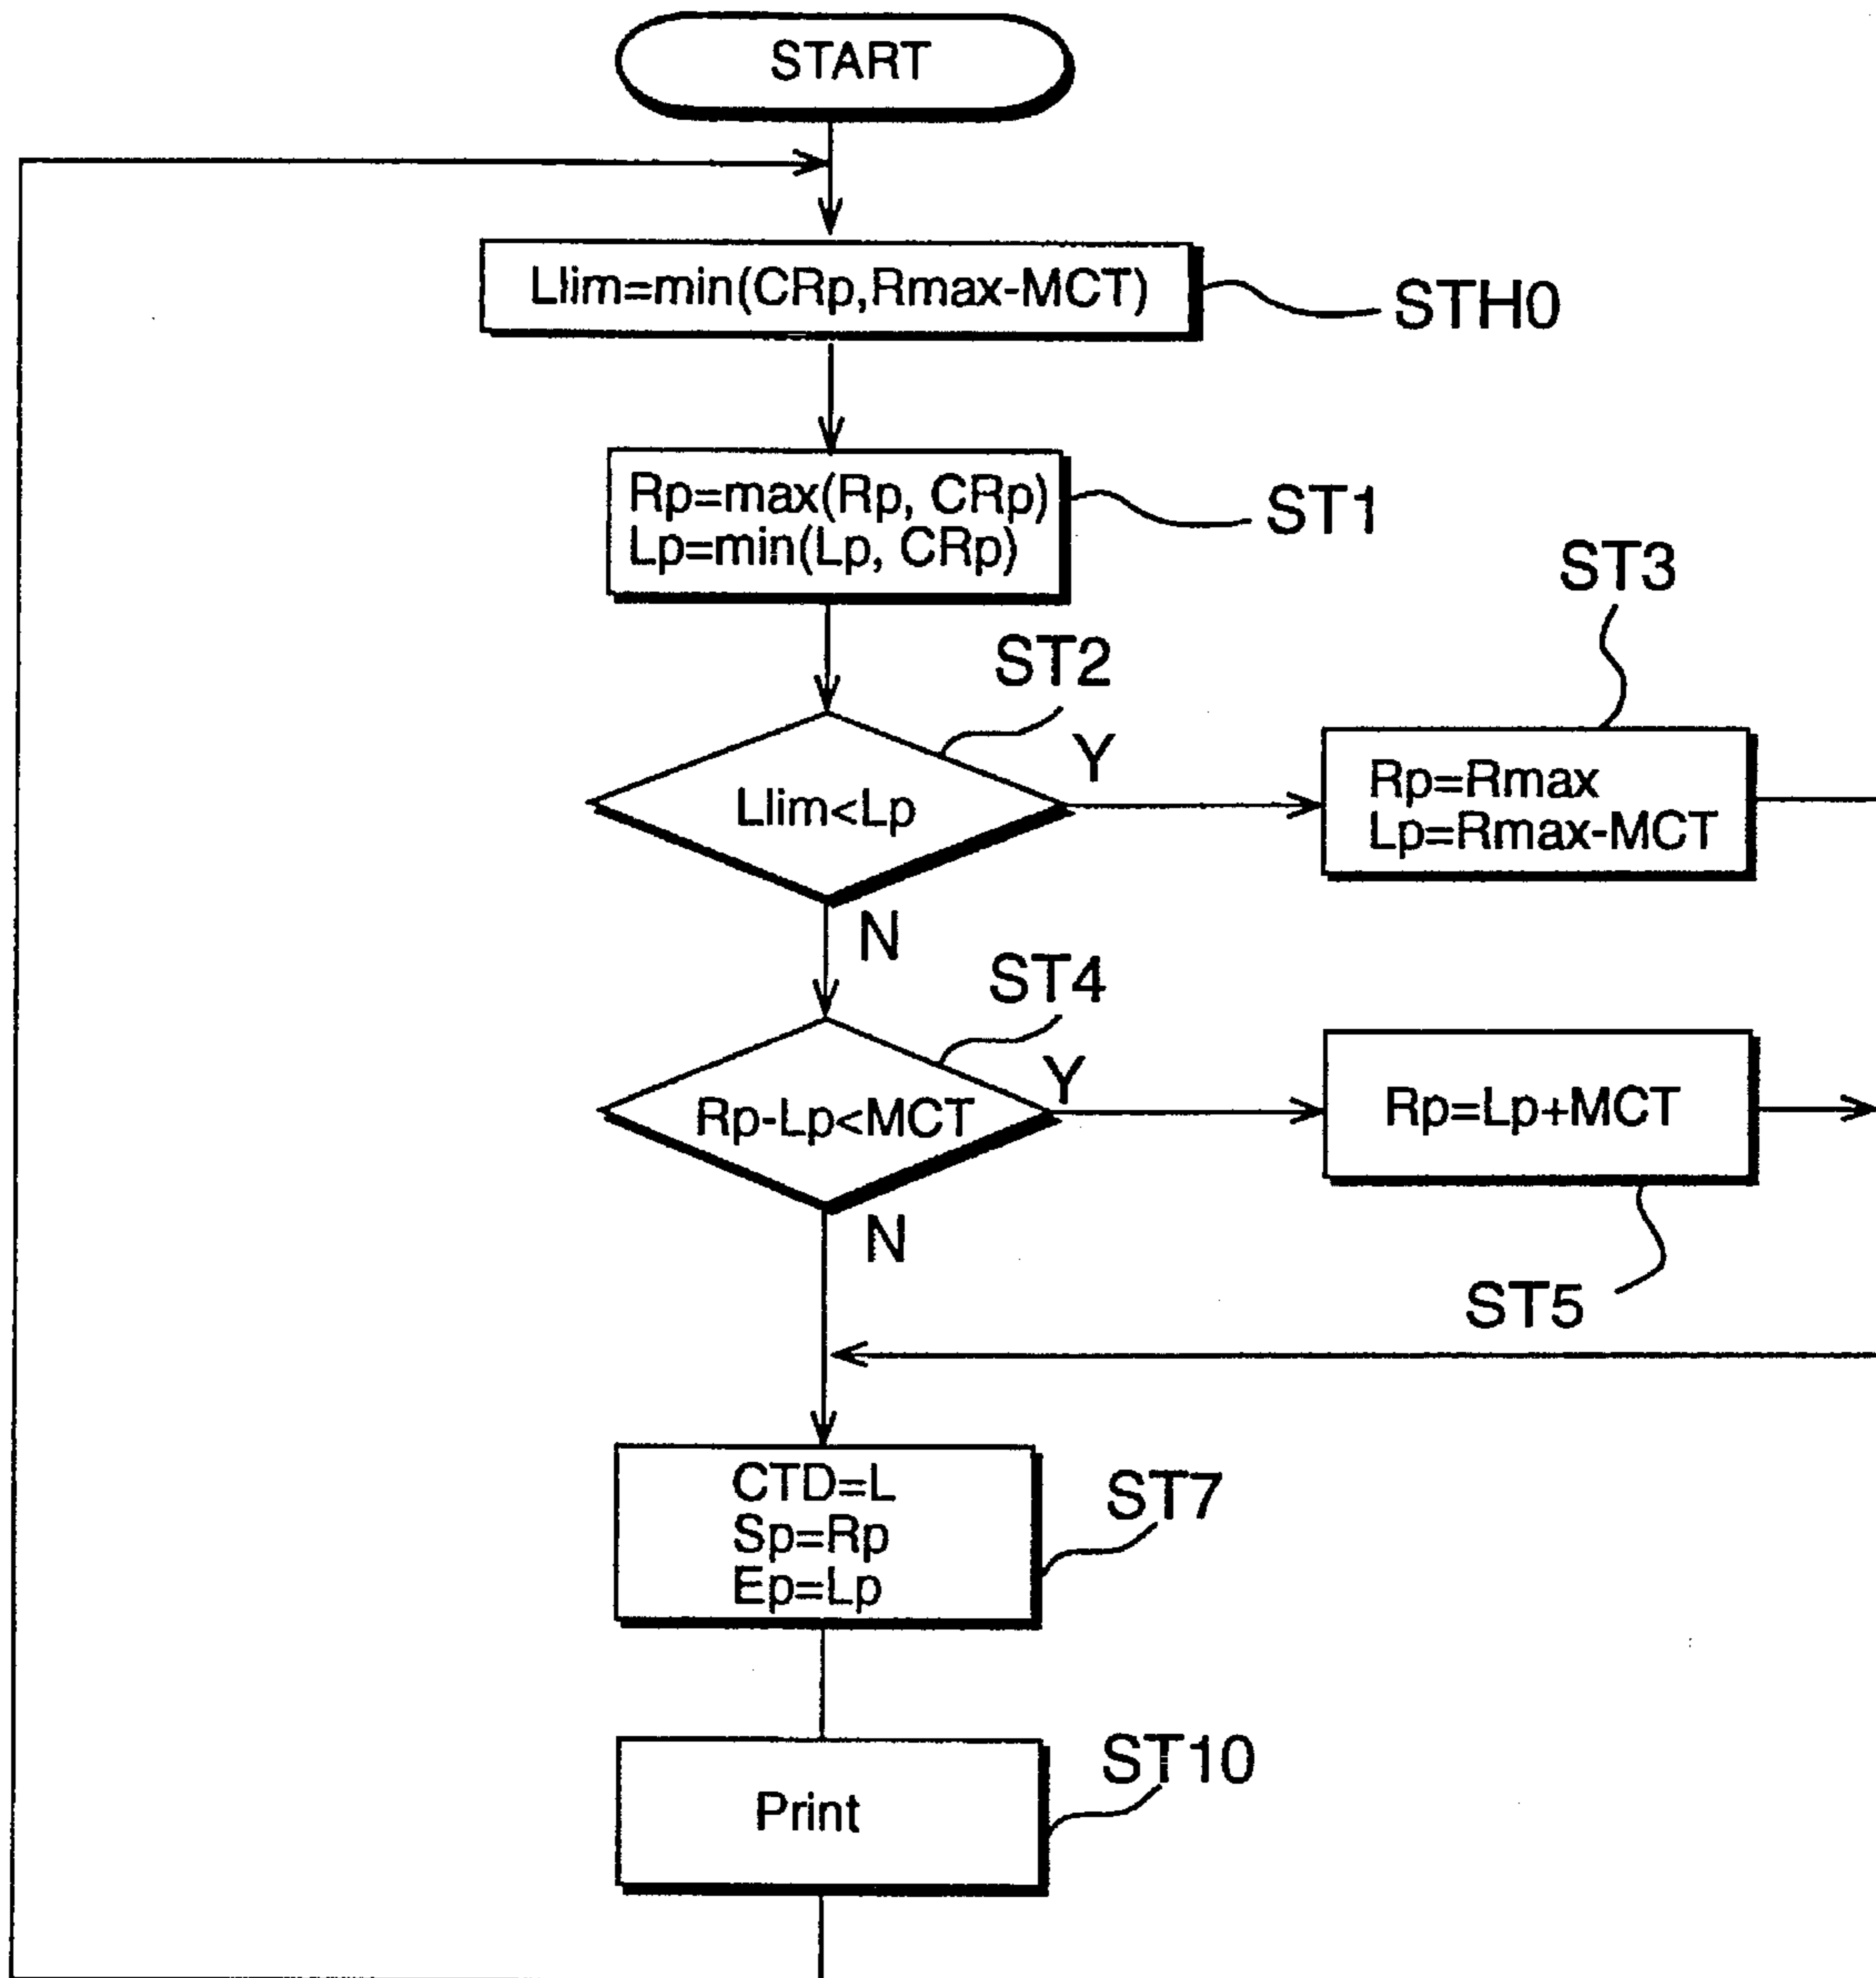 START
Llim=min(CRp,Rmax-MCT)
STH0
Rp=max(Rp, CRp)
Lp=min(Lp, CRp)
ST1
ST3
ST2
Y
Llim<Lp
Rp=Rmax
Lp=Rmax-MCT
N
ST4
Y
Rp-Lp<MCT
Rp=Lp+MCT
N
ST5
CTD=L
Sp=Rp
Ep=Lp
ST7
Print
ST10